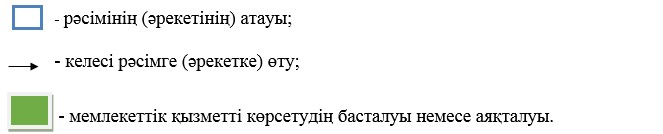 - рәсімінің (әрекетінің) атауы;
- келесі рәсімге (әрекетке) өту;
- мемлекеттік қызметті көрсетудің басталуы немесе аяқталуы.